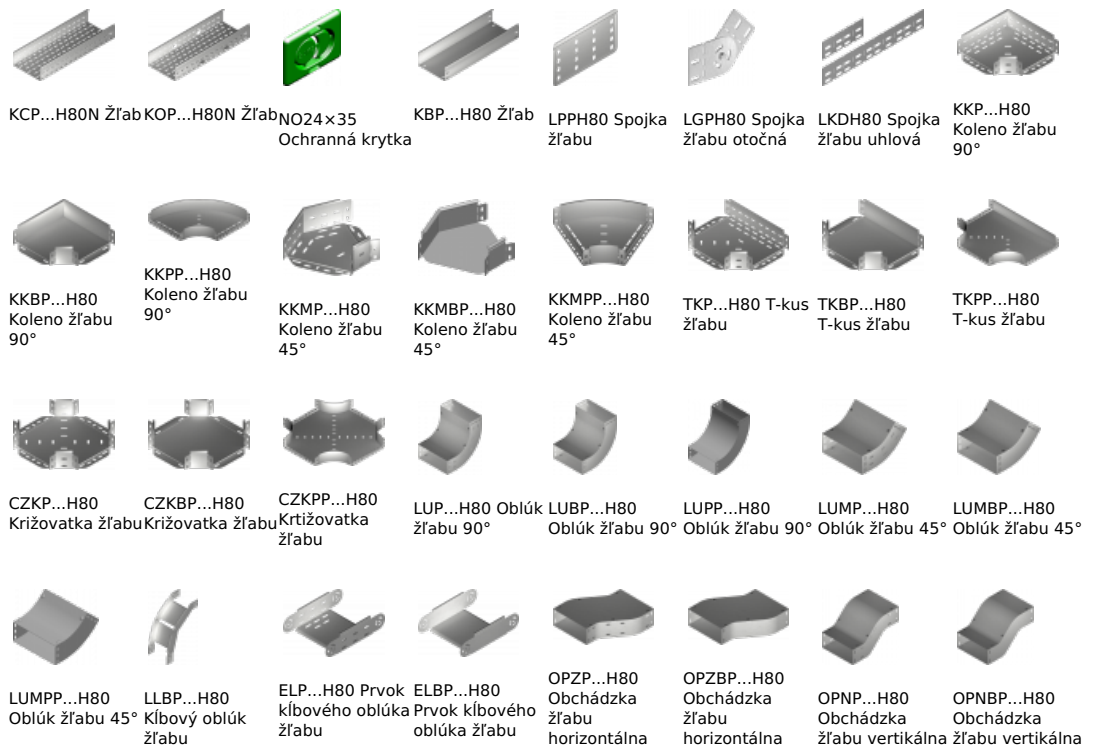 KCP...H80N Žľab
KOP...H80N Žľab
NO24×35
Ochranná krytka
KBP...H80 Žľab
LPPH80 Spojka
žľabu
LGPH80 Spojka
žľabu otočná
LKDH80 Spojka
žľabu uhlová
KKP...H80
Koleno žľabu
90°
KKBP...H80
Koleno žľabu
90°
KKPP...H80
Koleno žľabu
90°
KKMP...H80
Koleno žľabu
45°
KKMBP...H80
Koleno žľabu
45°
KKMPP...H80
Koleno žľabu
45°
TKP...H80 T-kus
žľabu
TKBP...H80
T-kus žľabu
TKPP...H80
T-kus žľabu
CZKP...H80
Križovatka žľabu
CZKBP...H80
Križovatka žľabu
CZKPP...H80
Krtižovatka
žľabu
LUP...H80 Oblúk
žľabu 90°
LUBP...H80
Oblúk žľabu 90°
LUPP...H80
Oblúk žľabu 90°
LUMP...H80
Oblúk žľabu 45°
LUMBP...H80
Oblúk žľabu 45°
LUMPP...H80
Oblúk žľabu 45°
LLBP...H80
Kĺbový oblúk
žľabu
ELP...H80 Prvok
kĺbového oblúka
žľabu
ELBP...H80
Prvok kĺbového
oblúka žľabu
OPZP...H80
Obchádzka
žľabu
horizontálna
OPZBP...H80
Obchádzka
žľabu
horizontálna
OPNP...H80
Obchádzka
žľabu vertikálna
OPNBP...H80
Obchádzka
žľabu vertikálna